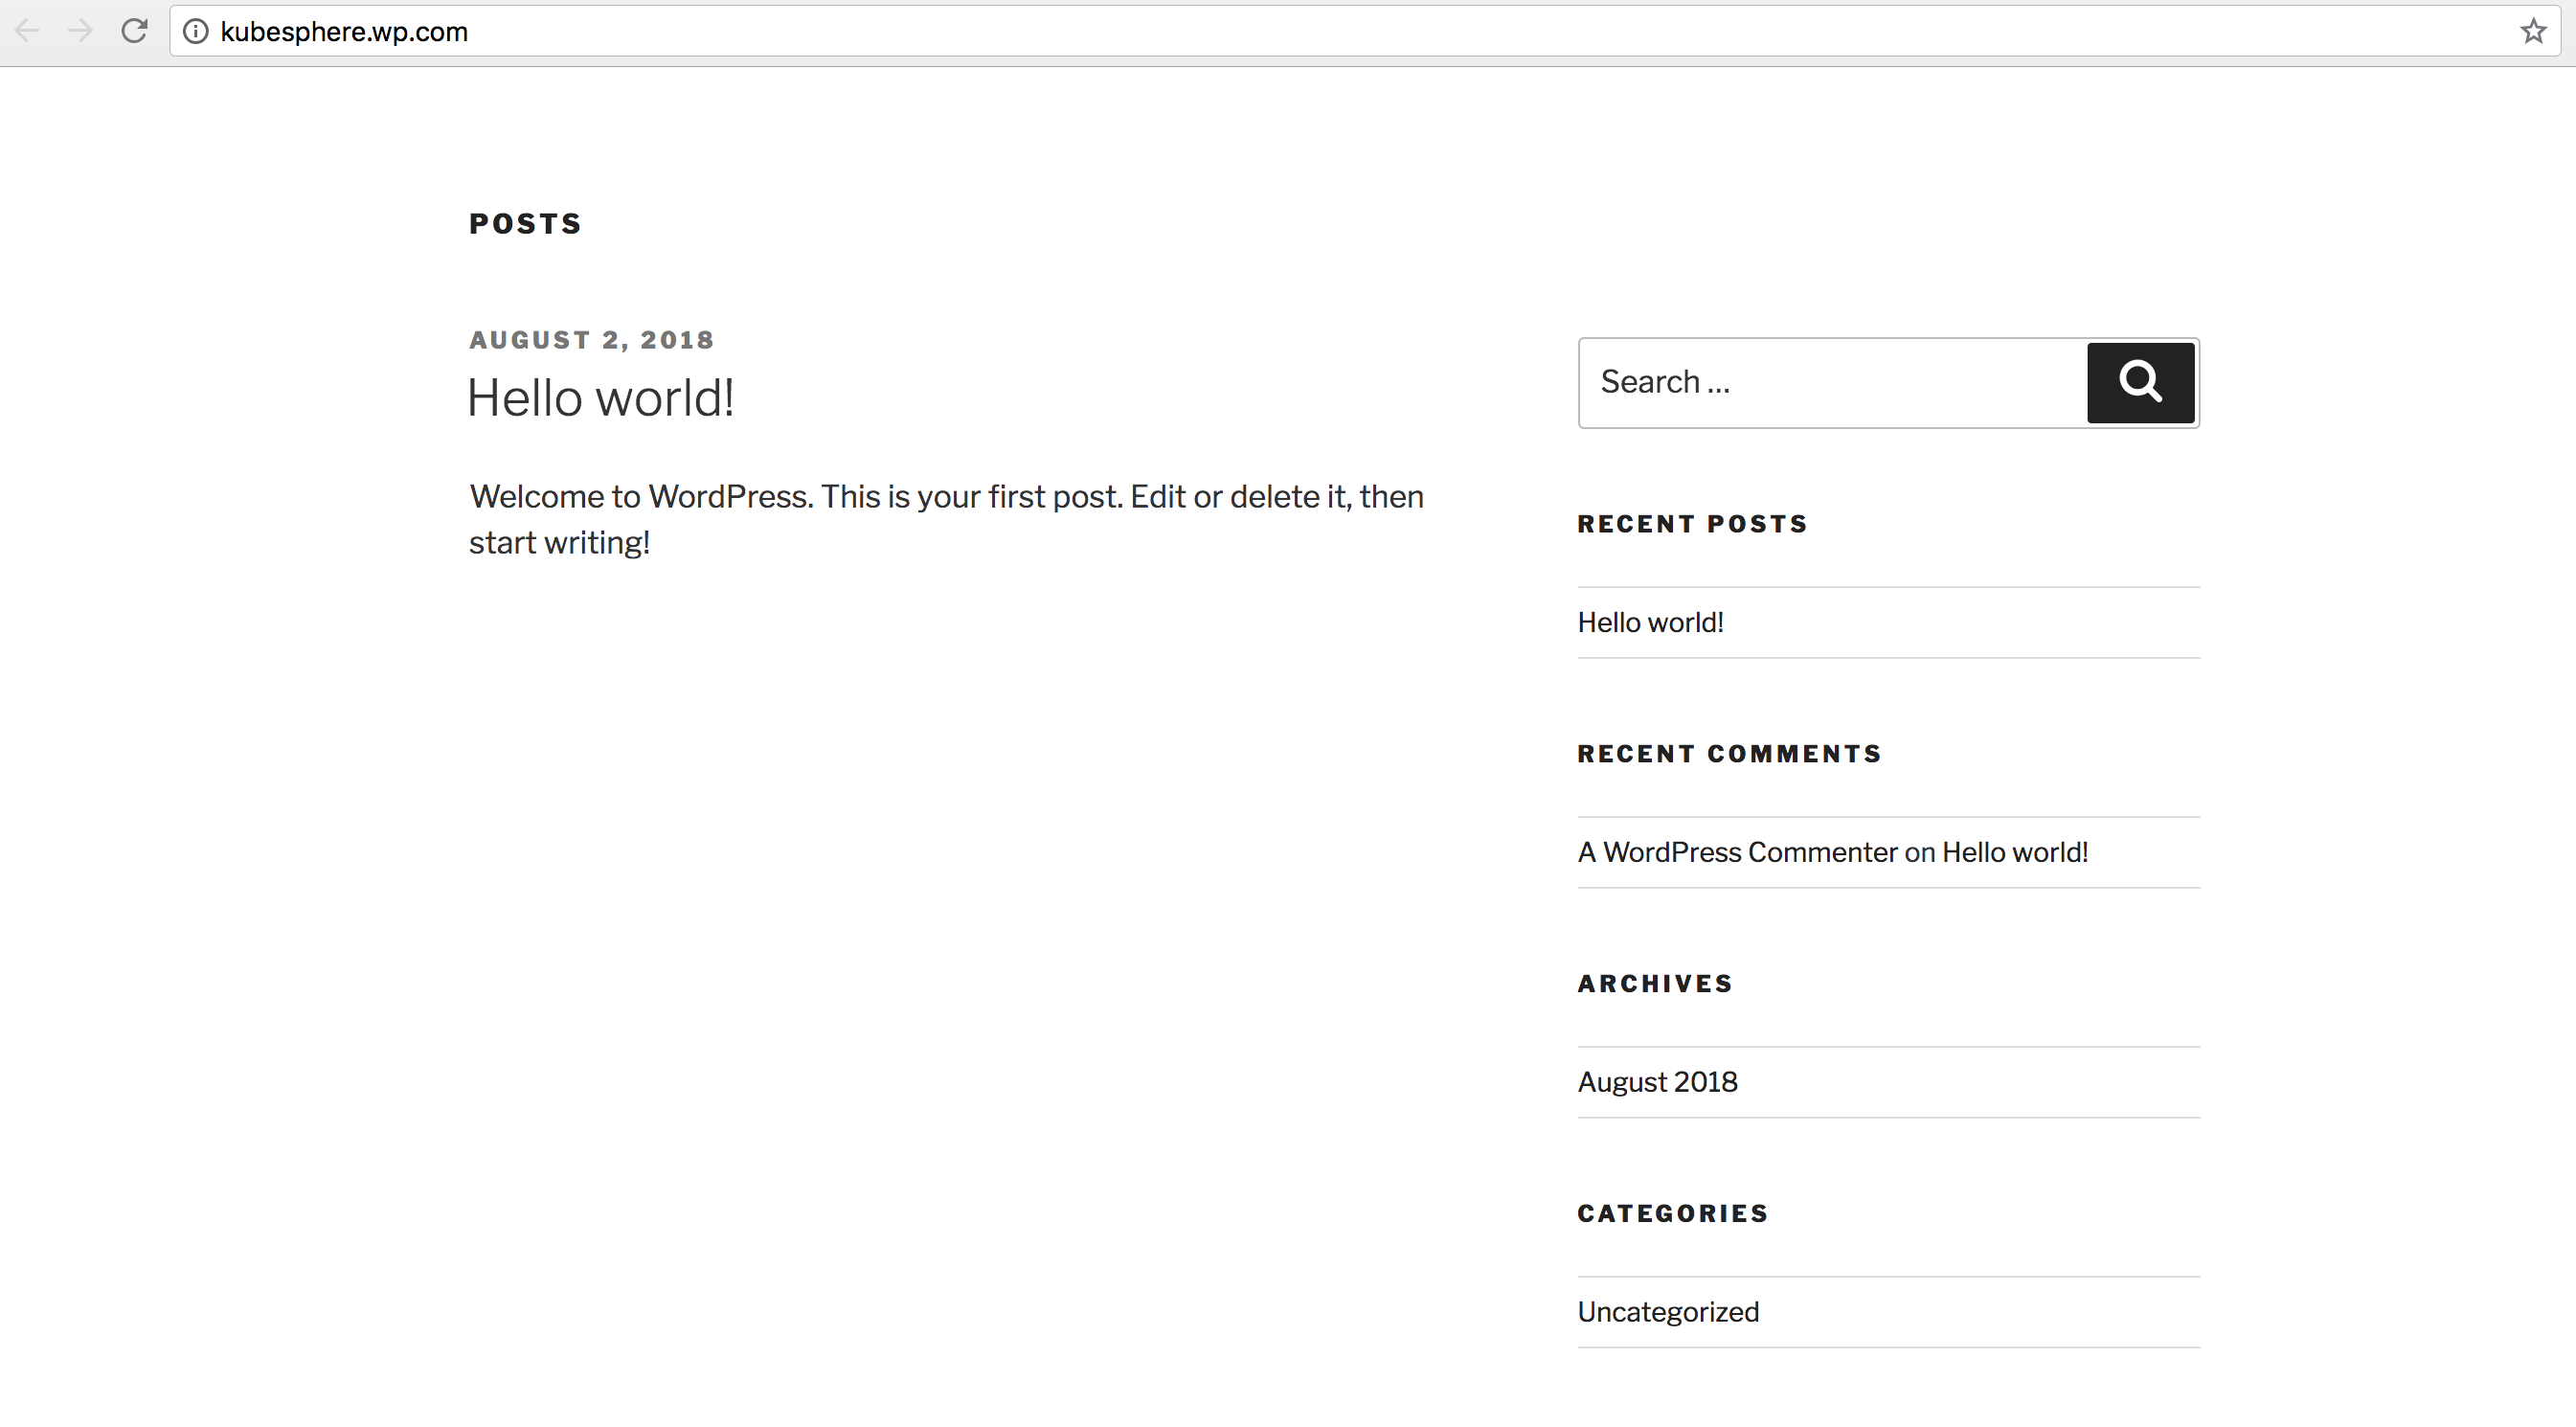 kubesphere.wp.com
POSTS
AUGUST 2, 2018
Hello world!
Welcome to WordPress. This is your first post. Edit or delete it, then
start writing!
Search …
RECENT POSTS
Hello world!
RECENT COMMENTS
A WordPress Commenter on Hello world!
ARCHIVES
August 2018
CATEGORIES
Uncategorized